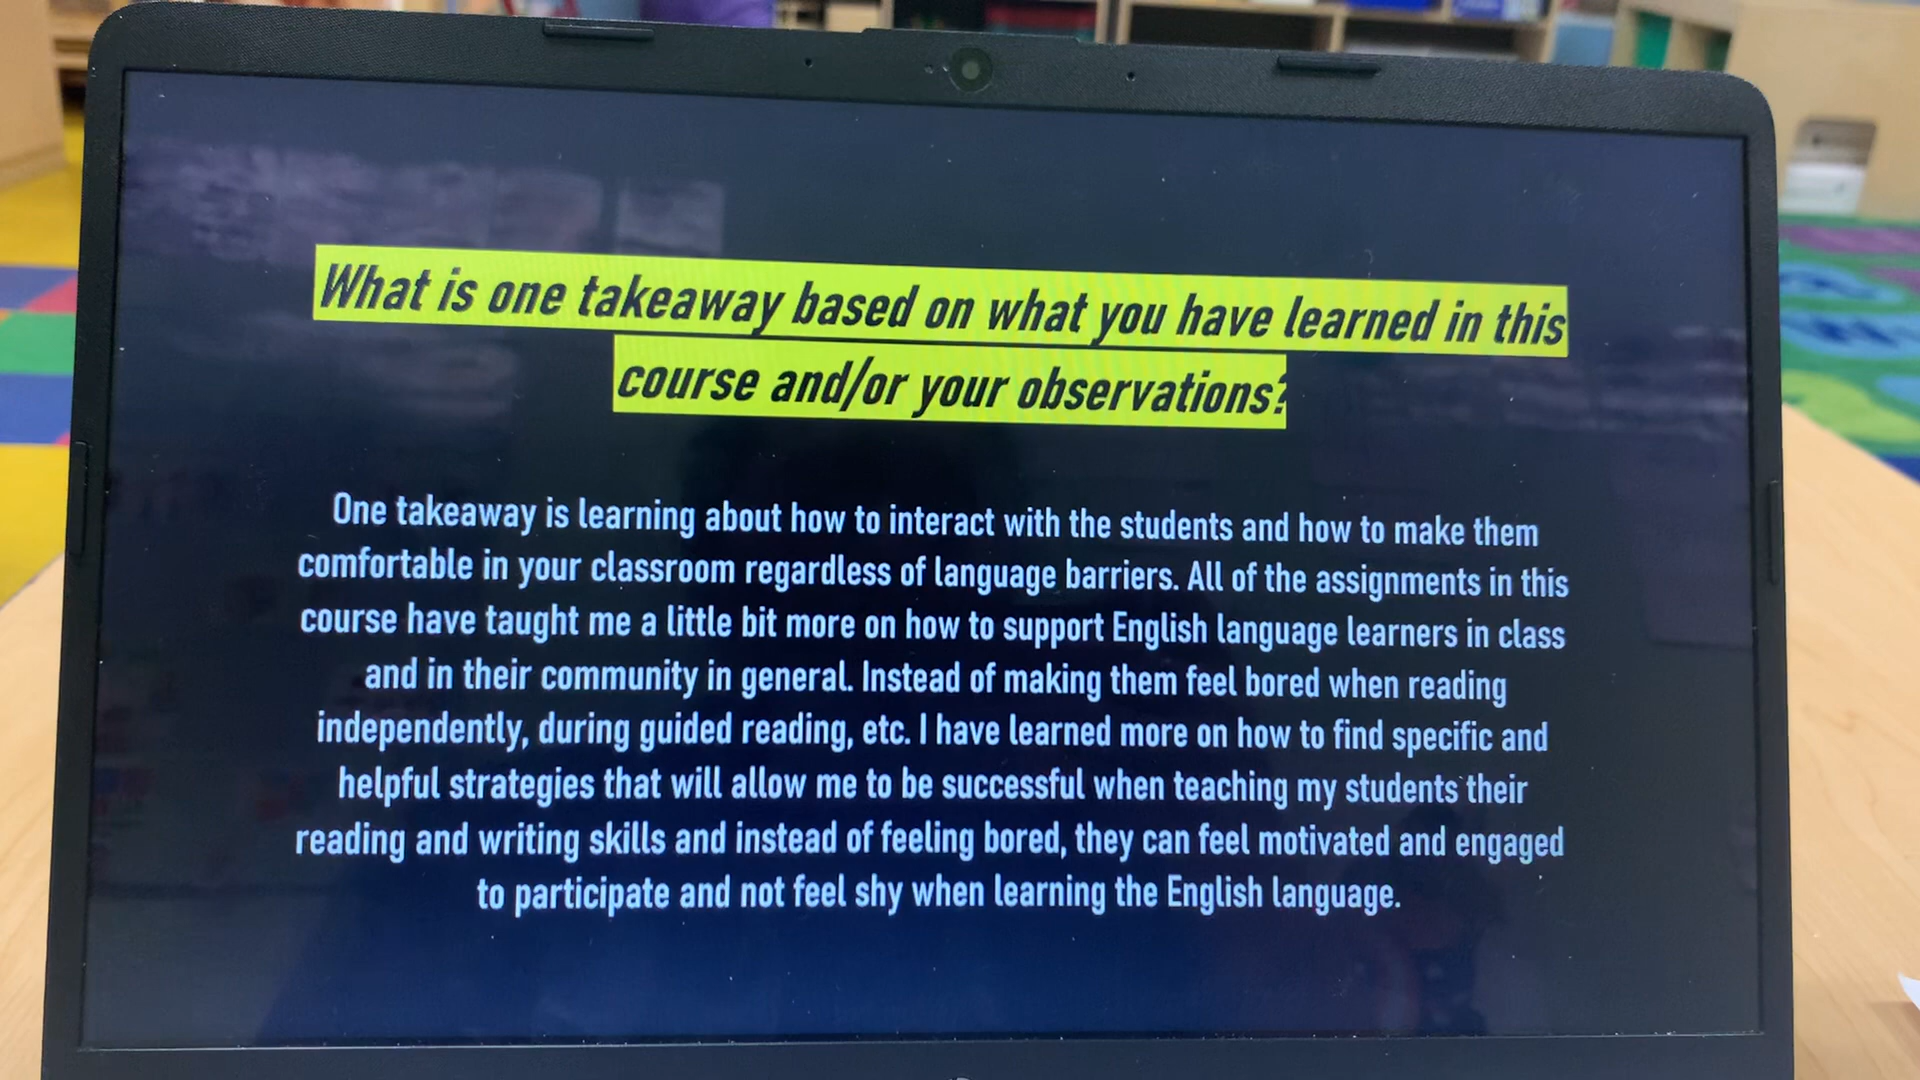 What is one takeaway based on what you have learned in this
course and/or your observations?
One takeaway is learning about how to interact with the students and how to make them
comfortable in your classroom regardless of language barriers. All of the assignments in this
course have taught me a little bit more on how to support English language learners in class
and in their community in general. Instead of making them feel bored when reading
independently, during guided reading, etc. I have learned more on how to find specific and
helpful strategies that will allow me to be successful when teaching my students their
reading and writing skills and instead of feeling bored, they can feel motivated and engaged
to participate and not feel shy when learning the English language.